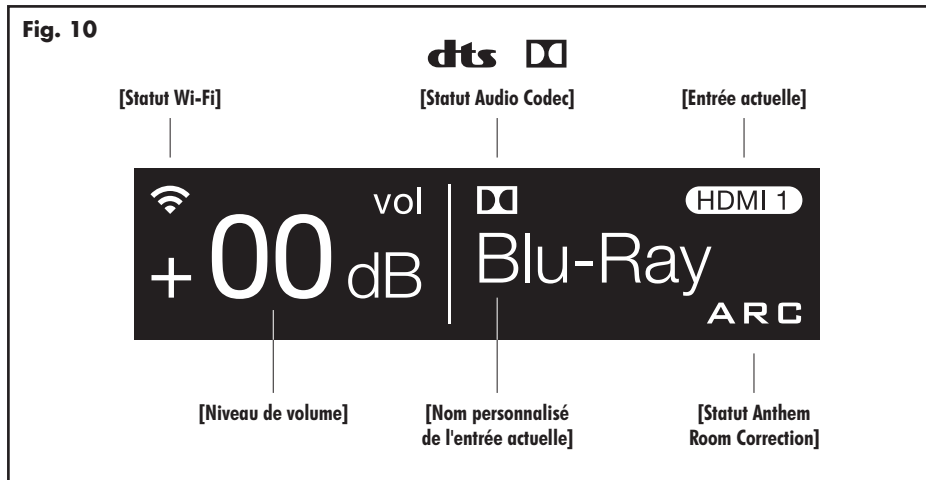 Fig. 10
dts
[Statut Wi-Fi] [Statut Audio Codec] [Entrée actuelle]
vol HDMI 1
+00 dB Blu-Ray
ARC
[Niveau de volume] [Nom personnalisé de l'entrée actuelle] [Statut Anthem Room Correction]